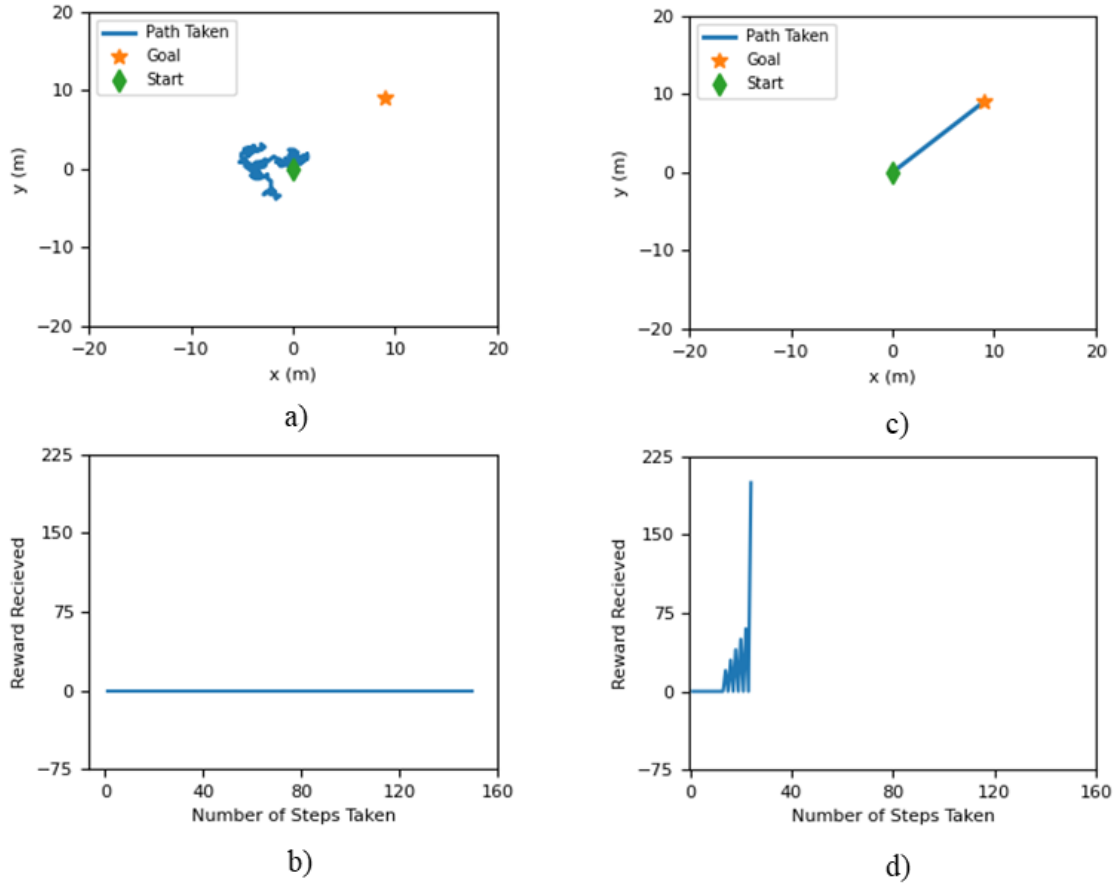 20
10
0
−10
−20
y (m)
Path Taken
Goal
Start
−20
−10
0
10
20
x (m)
a)
20
10
0
−10
−20
y (m)
Path Taken
Goal
Start
−20
−10
0
10
20
x (m)
c)
225
150
75
0
−75
Reward Recieved
0
40
80
120
160
Number of Steps Taken
b)
225
150
75
0
−75
Reward Recieved
0
40
80
120
160
Number of Steps Taken
d)